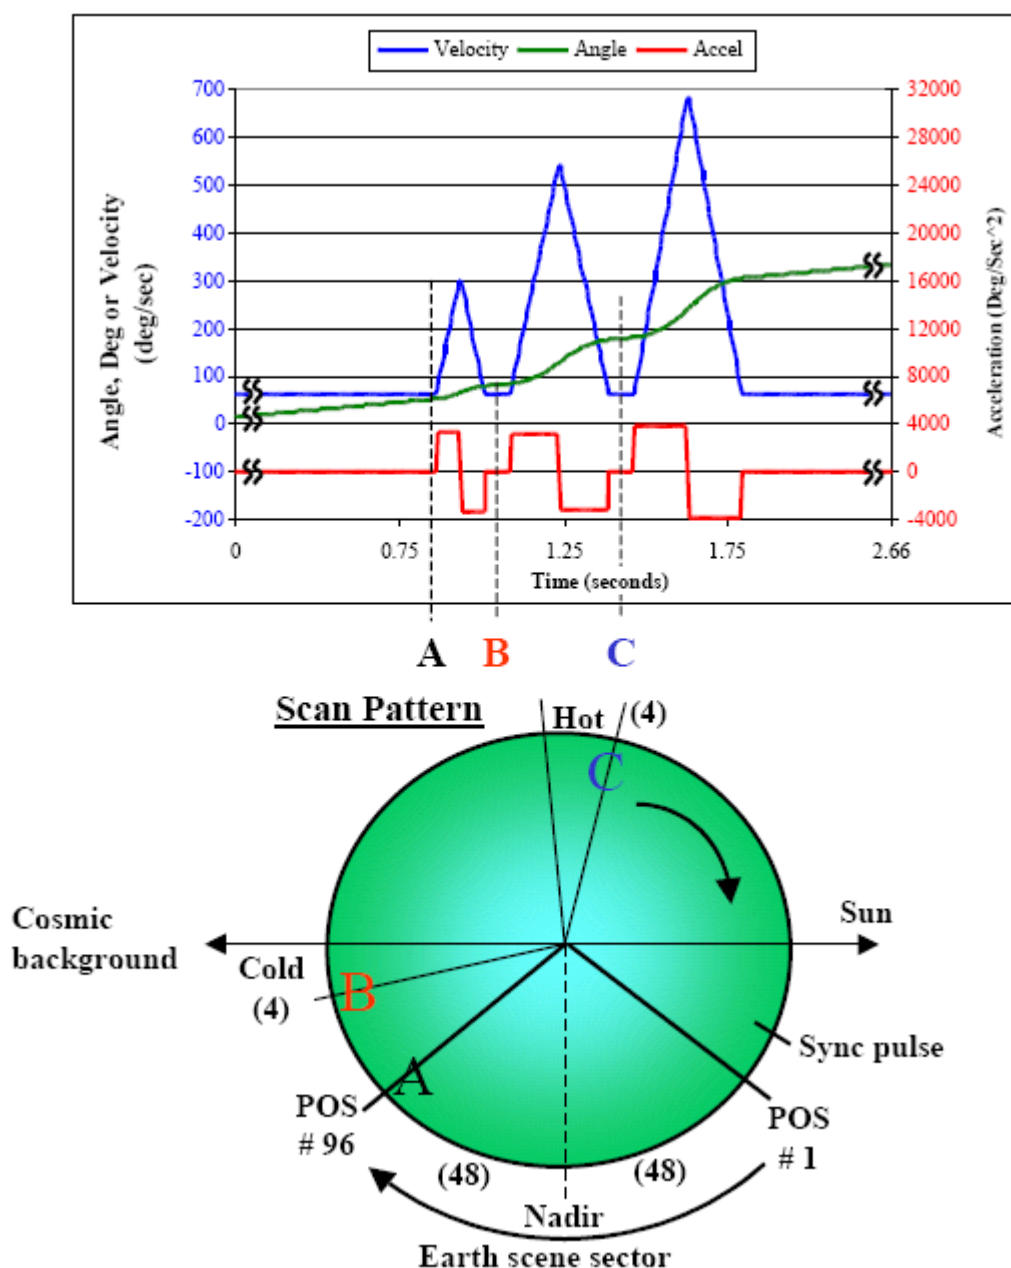 Velocity Angle Accel
700 32000
600 28000
500 24000
400 20000
300 16000
200 12000
100 8000
0 4000
-100 0
-200 -4000
Angle, Deg or Velocity
(deg/sec)
Acceleration (Deg/Sec^2)
0 0.75 1.25 1.75 2.66
Time (seconds)
A B C
Scan Pattern
Hot (4)
C
Cosmic
background
Sun
Cold
(4)
B
Sync pulse
A
POS
# 96
POS
# 1
(48) (48)
Nadir
Earth scene sector